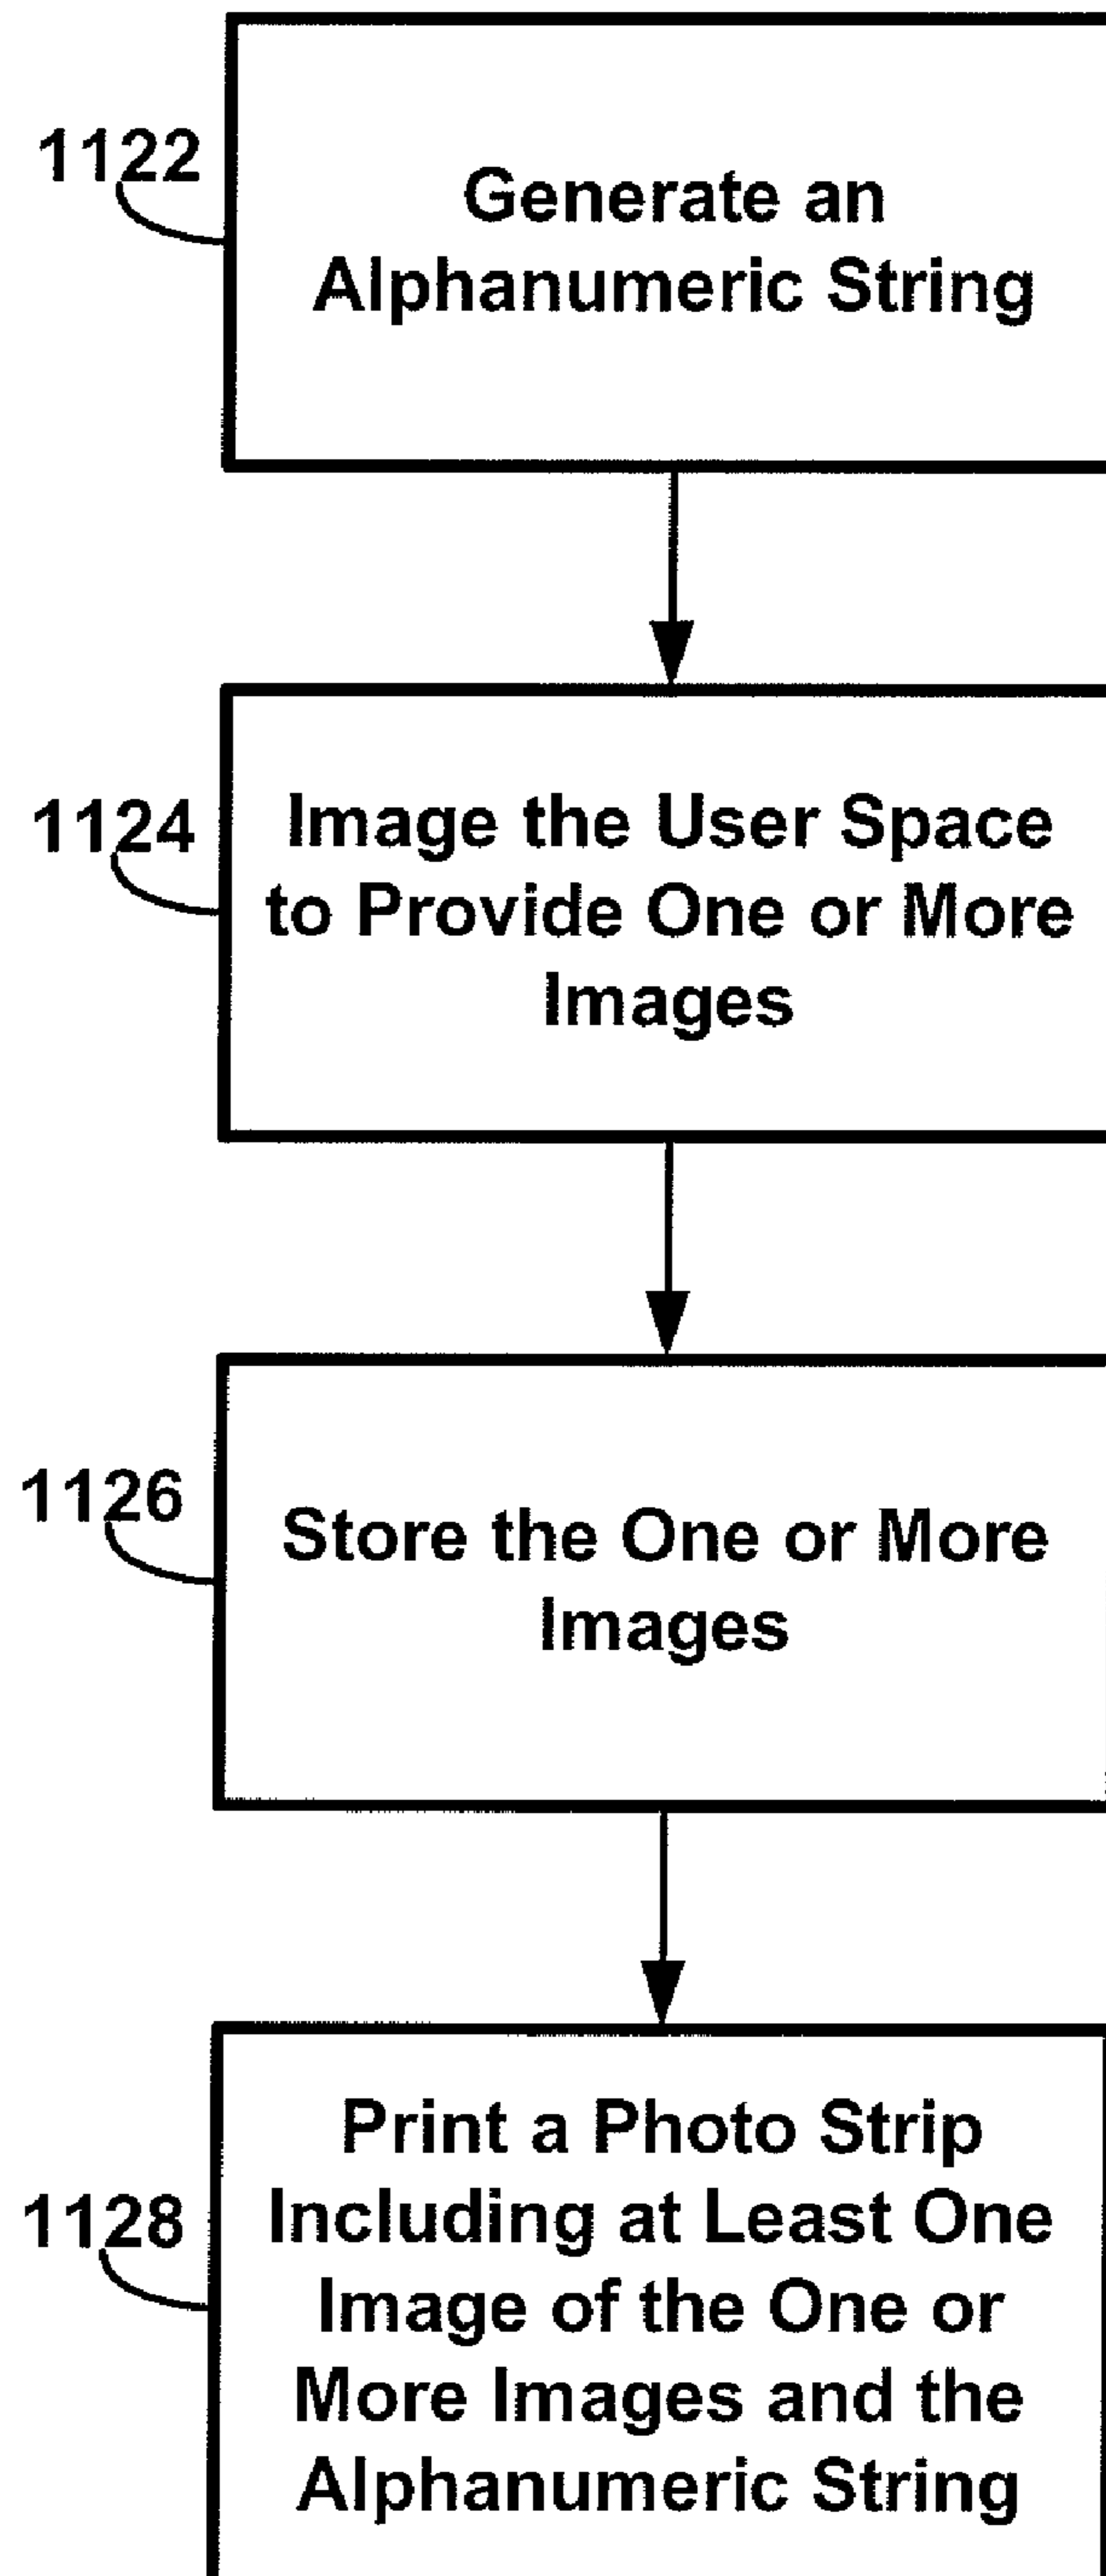 1122
Generate an
Alphanumeric String
1124
Image the User Space
to Provide One or More
Images
1126
Store the One or More
Images
1128
Print a Photo Strip
Including at Least One
Image of the One or
More Images and the
Alphanumeric String